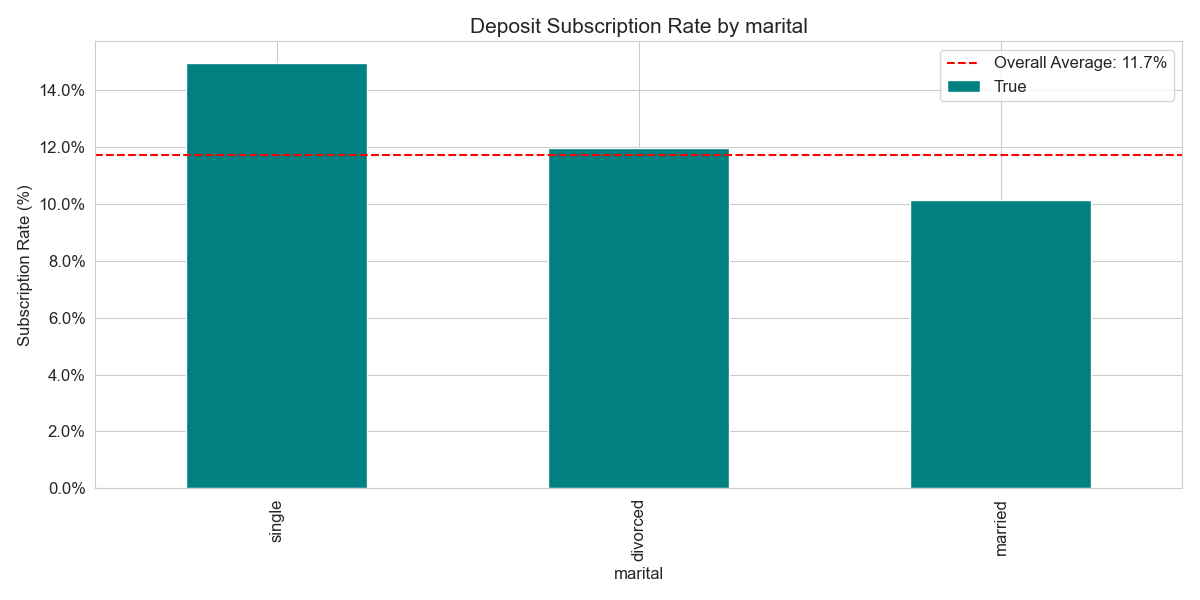 Deposit Subscription Rate by marital
Overall Average: 11.7%
True
Subscription Rate (%)
14.0%
12.0%
10.0%
8.0%
6.0%
4.0%
2.0%
0.0%
single
divorced
married
marital